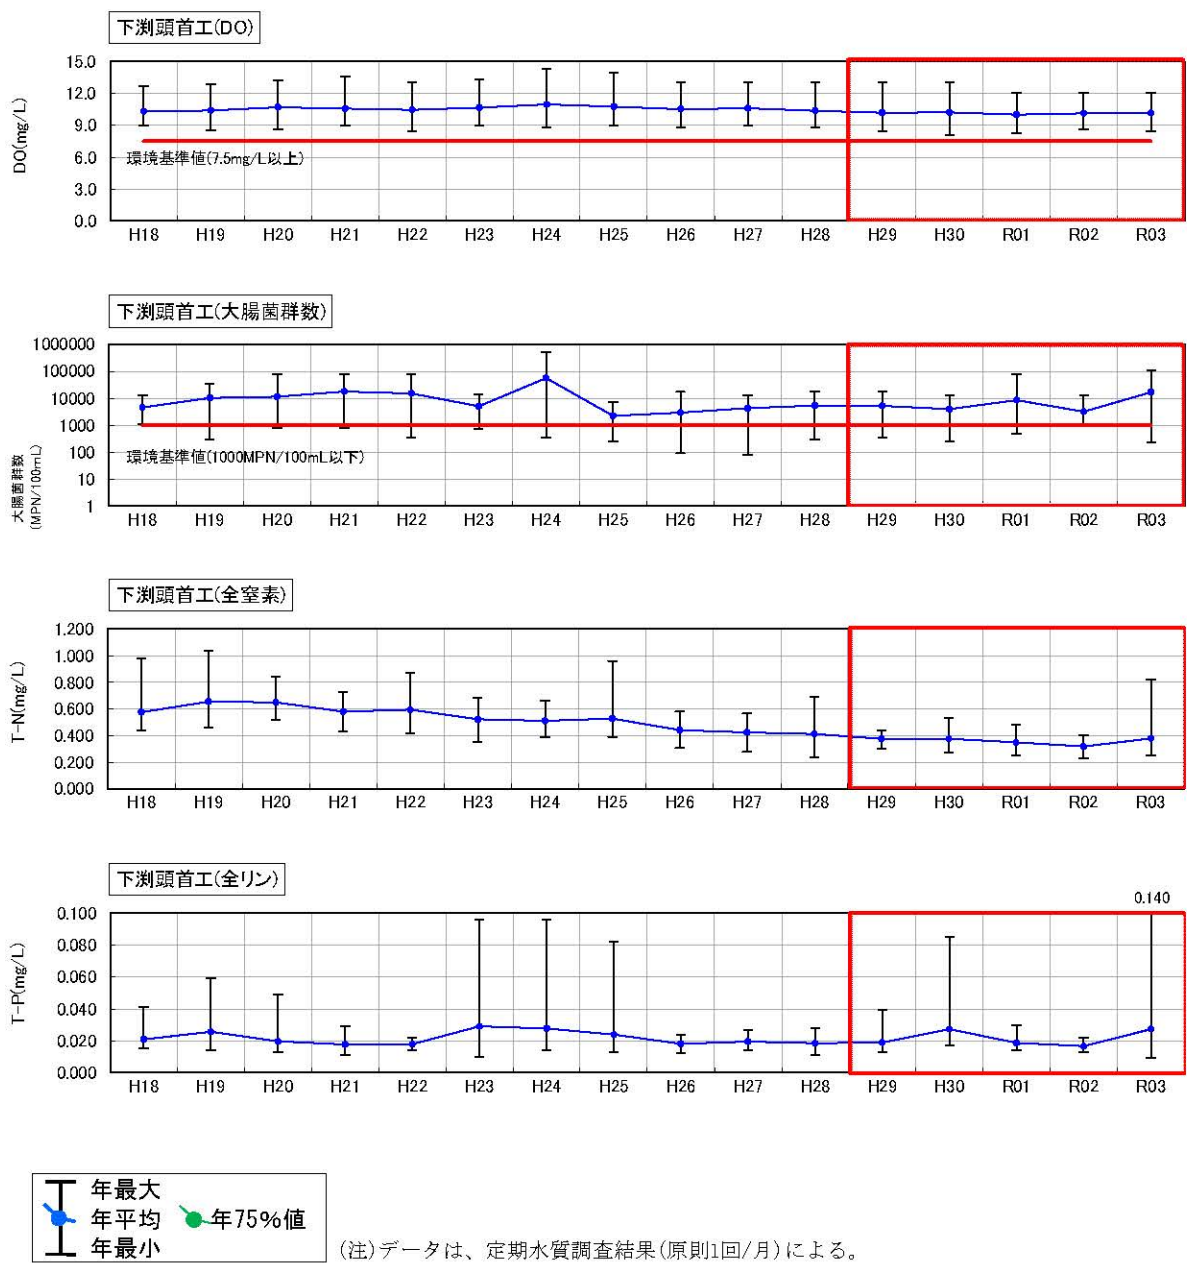 下渕頭首工(DO)
DO(mg/L)
15.0
12.0
9.0
6.0
3.0
0.0
環境基準値(7.5mg/L以上)
H18 H19 H20 H21 H22 H23 H24 H25 H26 H27 H28 H29 H30 R01 R02 R03
下渕頭首工(大腸菌群数)
大腸菌群数
(MPN/100mL)
1000000
100000
10000
1000
100
10
1
環境基準値(1000MPN/100mL以下)
H18 H19 H20 H21 H22 H23 H24 H25 H26 H27 H28 H29 H30 R01 R02 R03
下渕頭首工(全窒素)
T-N(mg/L)
1.200
1.000
0.800
0.600
0.400
0.200
0.000
H18 H19 H20 H21 H22 H23 H24 H25 H26 H27 H28 H29 H30 R01 R02 R03
下渕頭首工(全リン)
T-P(mg/L)
0.140
0.100
0.080
0.060
0.040
0.020
0.000
H18 H19 H20 H21 H22 H23 H24 H25 H26 H27 H28 H29 H30 R01 R02 R03
年最大
年平均 年75%値
年最小
(注)データは、定期水質調査結果(原則1回/月)による。